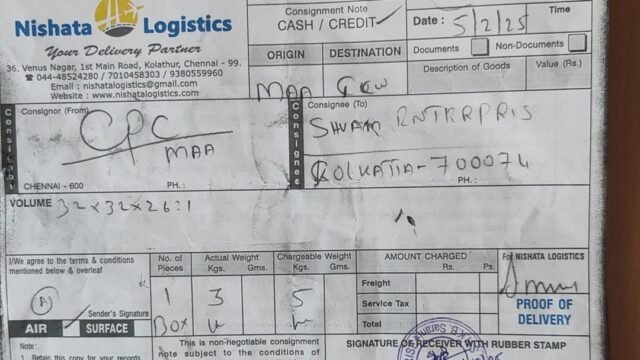 Nishata Logistics
Your Delivery Partner
36, Venus Nagar, 1st Main Road, Kolathur, Chennai - 99.
044-48524280 / 7010458303 / 9380559960
Email : nishatalogistics@gmail.com
Website : www.nishatalogistics.com
Consignment Note
CASH / CREDIT
Date : 5/2/25
Time
ORIGIN
DESTINATION
MAA
Documents
Non-Documents
Description of Goods
Value (Rs.)
Consignor
Consignor (From)
CPC
MAA
CHENNAI - 600
PH. :
Consignee
Consignee (To)
ENTRPRIS
KOLKATTA - 700074
PH. :
VOLUME 32x32x26:1
I/We agree to the terms & conditions
mentioned below & overleaf
A
Sender's Signature
AIR
SURFACE
No. of Pieces
Actual Weight
Kgs. Gms.
Chargeable Weight
Kgs. Gms.
1 3 5
BOX
AMOUNT CHARGED
Rs. Ps.
Freight
Service Tax
Total
For NISHATA LOGISTICS
PROOF OF
DELIVERY
Note :
1. Retain this copy for your records
This is non-negotiable consignment
note subject to the conditions of
SIGNATURE OF RECEIVER WITH RUBBER STAMP